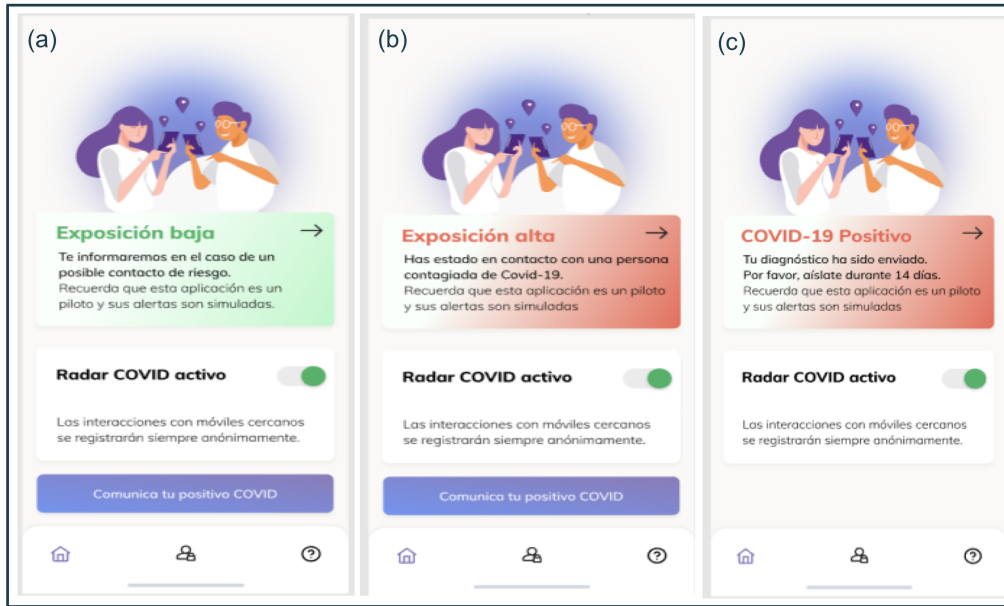 (a)
Exposición baja
Te informaremos en el caso de un
posible contacto de riesgo.
Recuerda que esta aplicación es un
piloto y sus alertas son simuladas.
Radar COVID activo
Las interacciones con móviles cercanos
se registrarán siempre anónimamente.
Comunica tu positivo COVID
(b)
Exposición alta
Has estado en contacto con una persona
contagiada de Covid-19.
Recuerda que esta aplicación es un piloto
y sus alertas son simuladas
Radar COVID activo
Las interacciones con móviles cercanos
se registrarán siempre anónimamente.
Comunica tu positivo COVID
(c)
COVID-19 Positivo
Tu diagnóstico ha sido enviado.
Por favor, aíslate durante 14 días.
Recuerda que esta aplicación es un piloto
y sus alertas son simuladas
Radar COVID activo
Las interacciones con móviles cercanos
se registrarán siempre anónimamente.